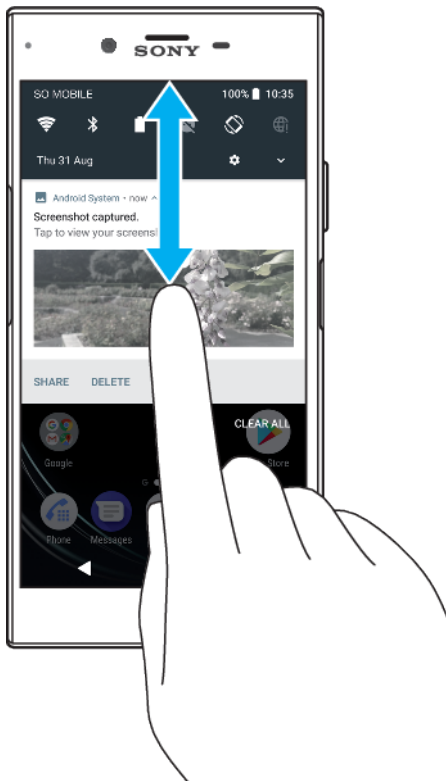 SONY
SO MOBILE 100% 10:35
Thu 31 Aug
Android System • now
Screenshot captured.
Tap to view your screens
SHARE DELETE
CLEAR ALL
Google Store
Phone Messages